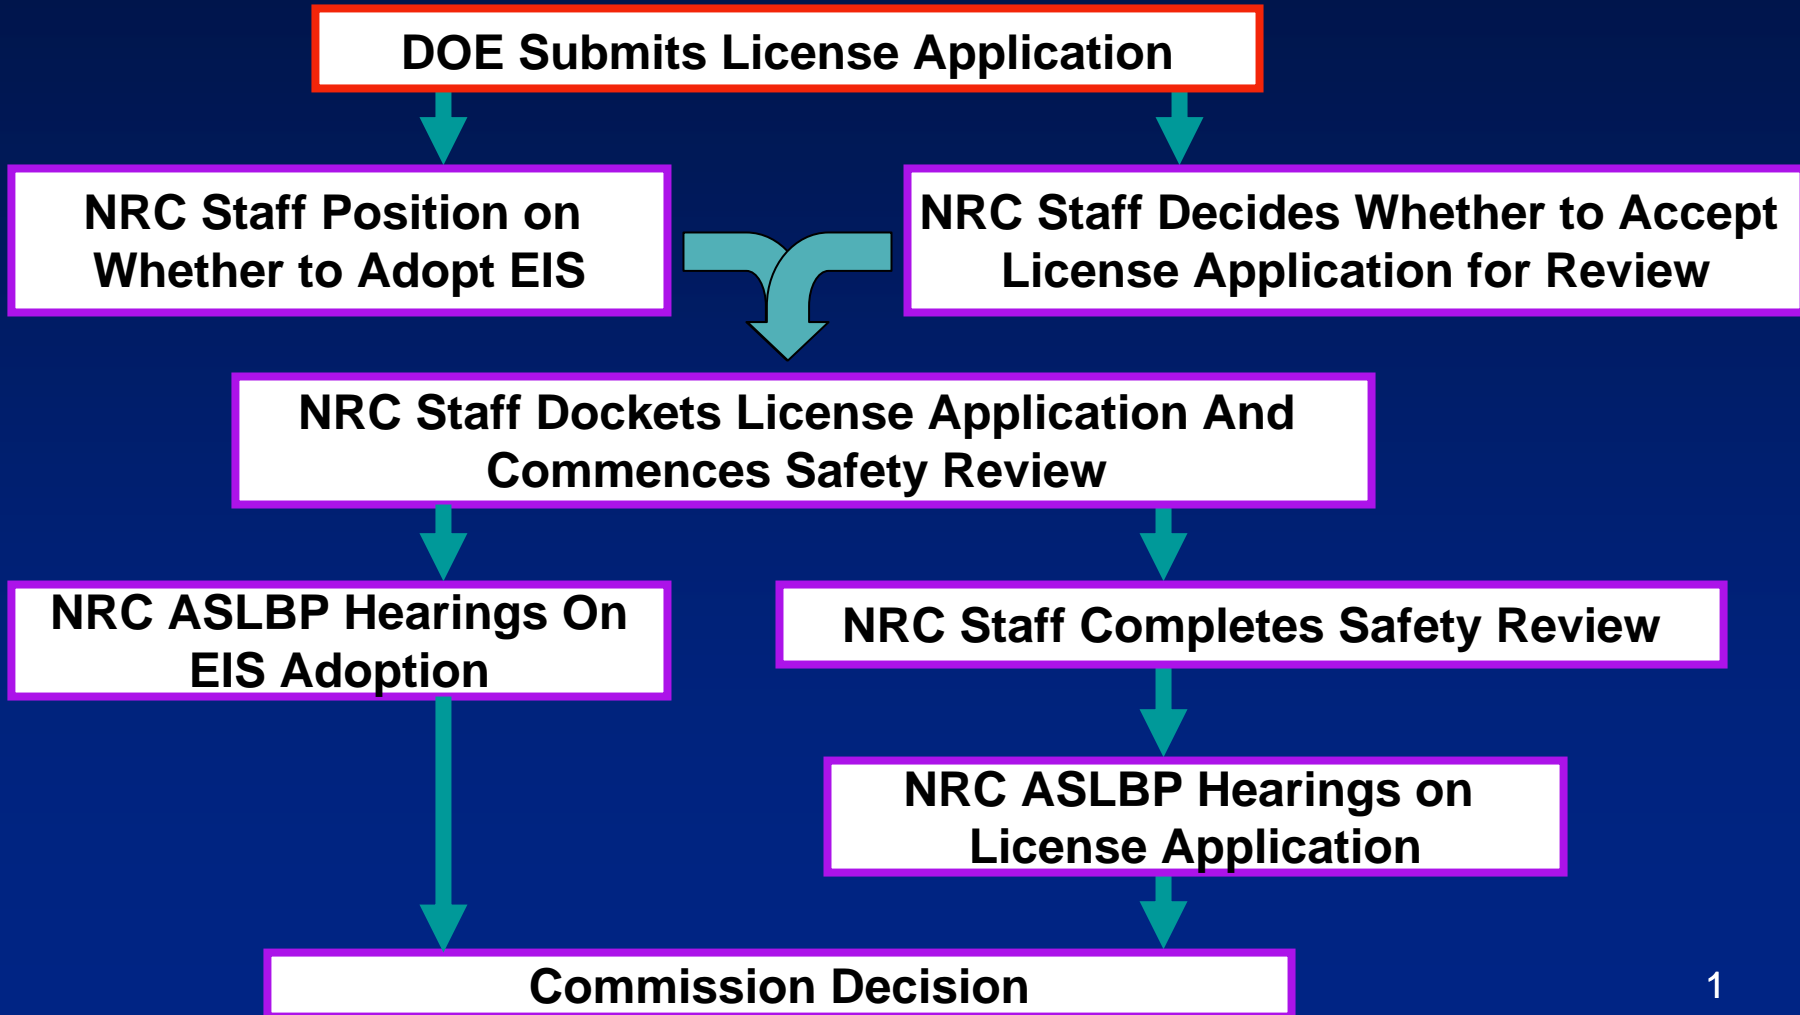 DOE Submits License Application
NRC Staff Position on
Whether to Adopt EIS
NRC Staff Decides Whether to Accept
License Application for Review
NRC Staff Dockets License Application And
Commences Safety Review
NRC ASLBP Hearings On
EIS Adoption
NRC Staff Completes Safety Review
NRC ASLBP Hearings on
License Application
Commission Decision
1